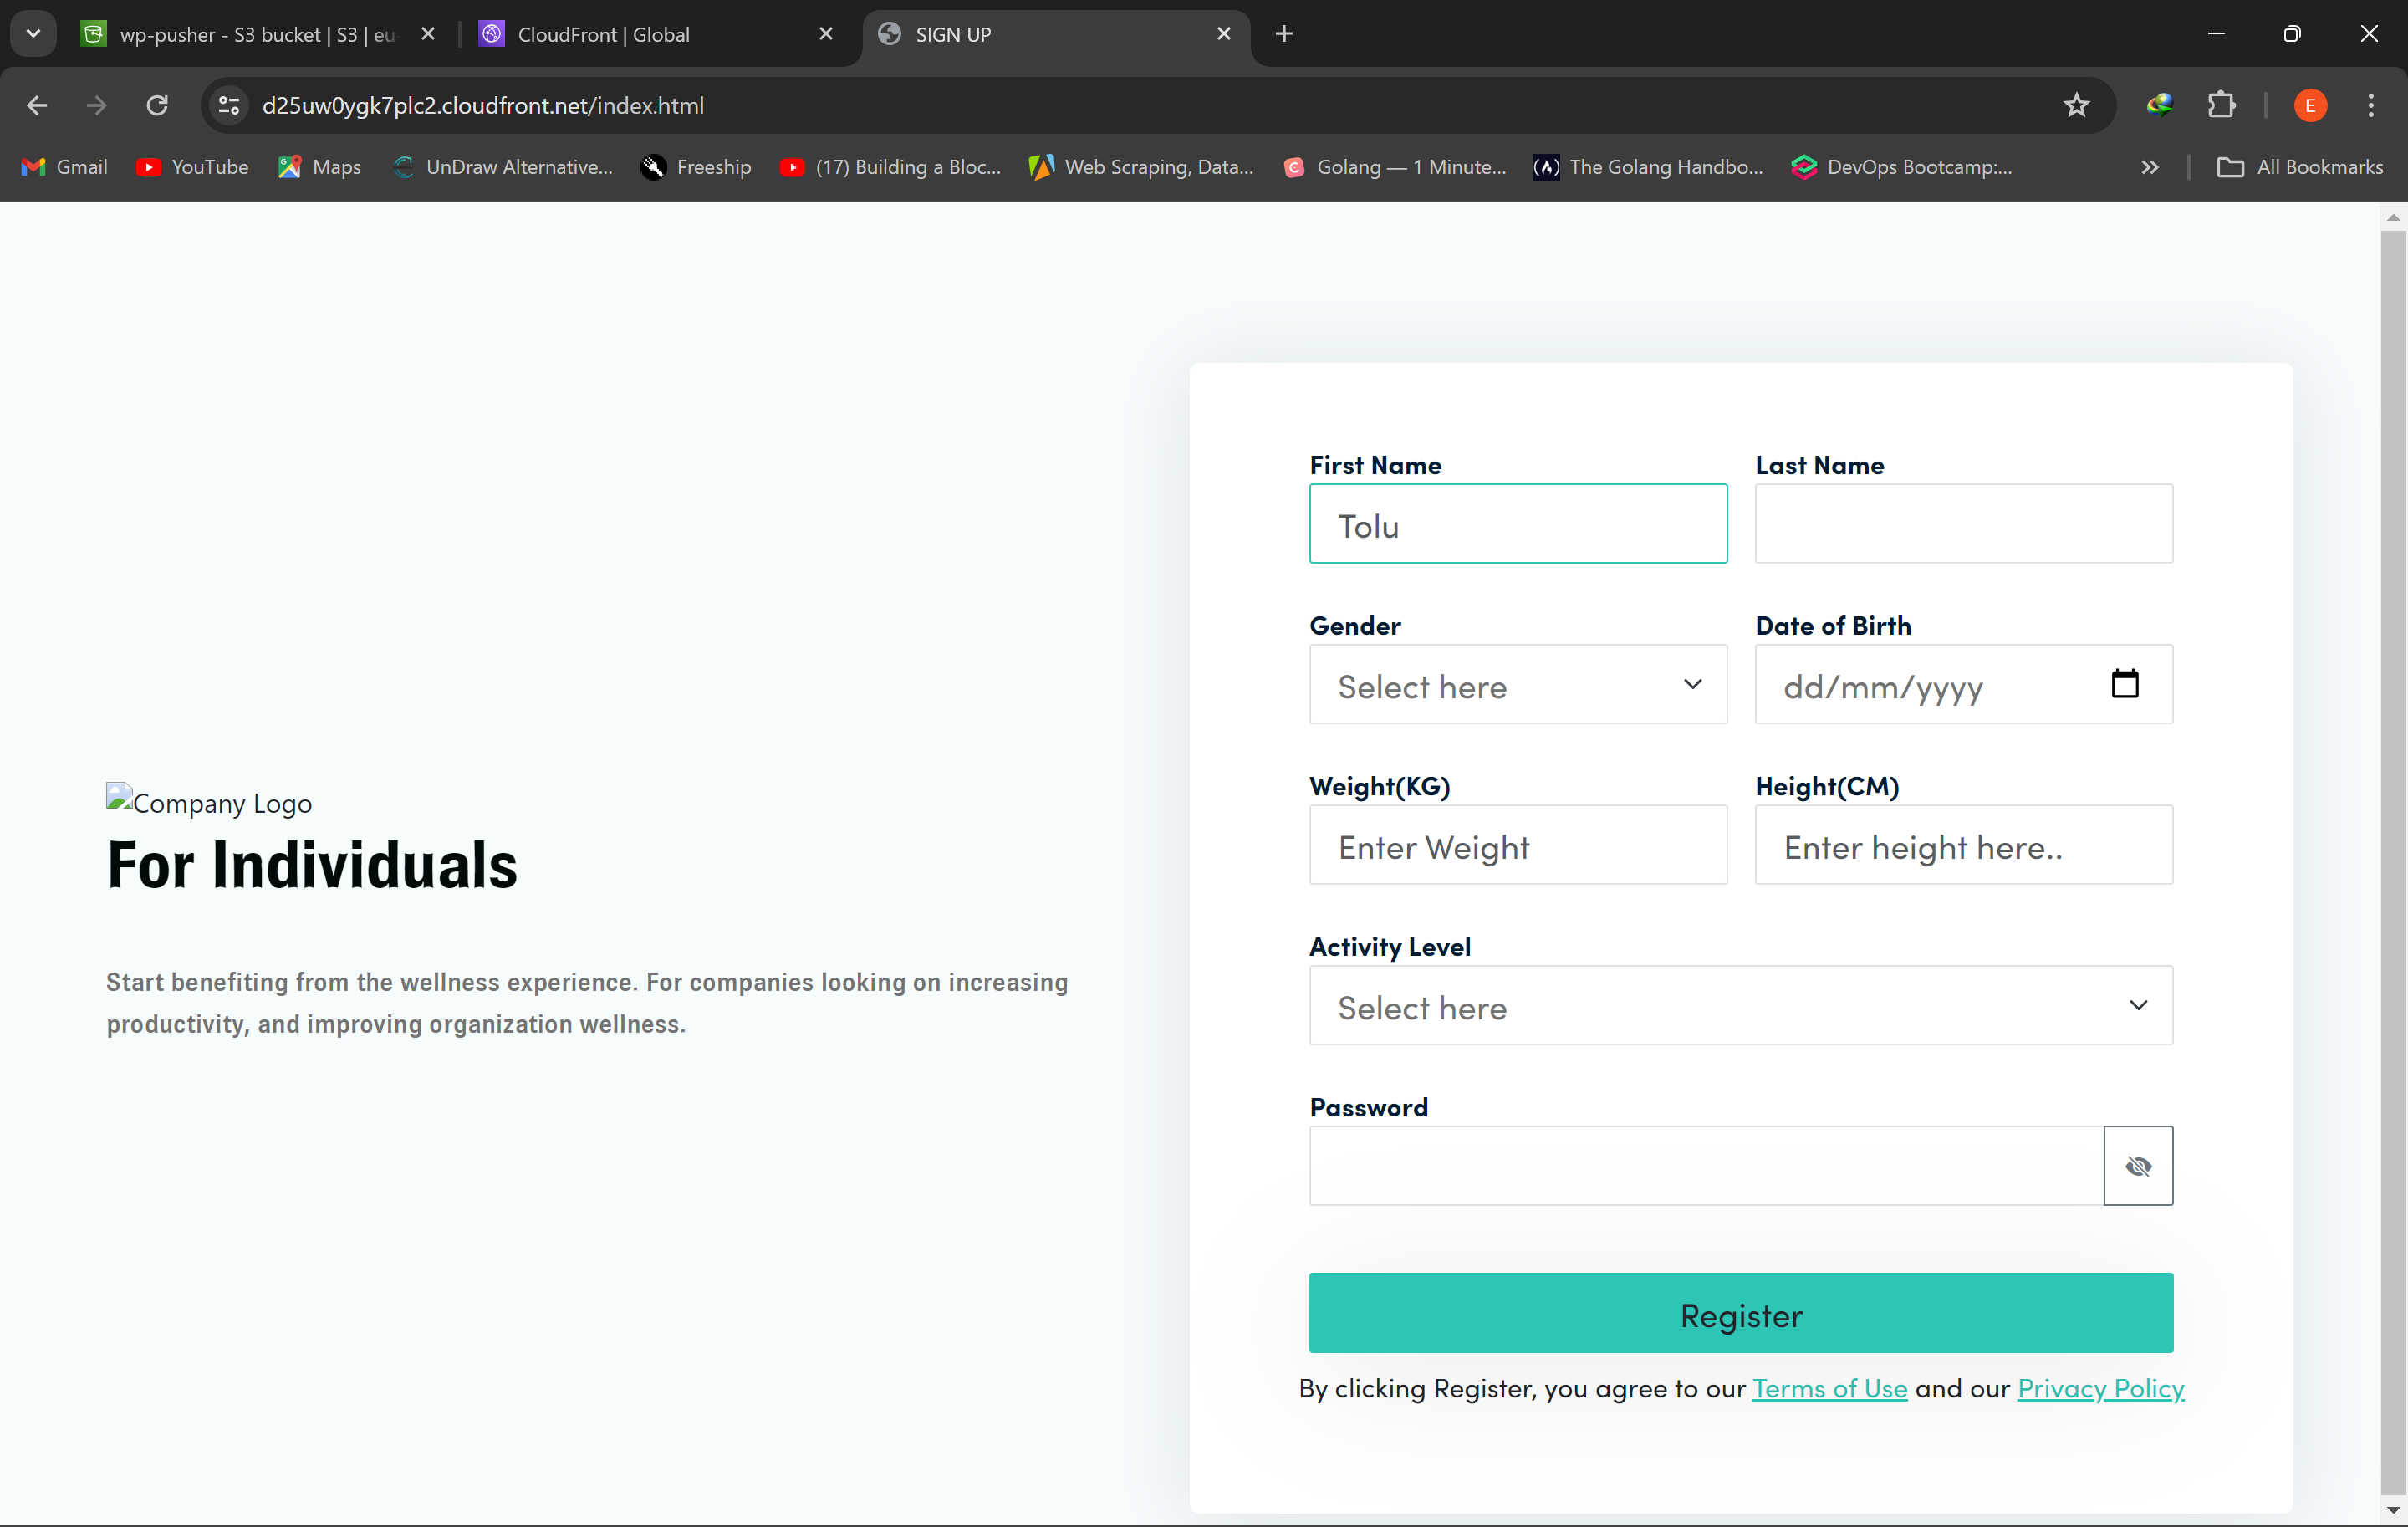 wp-pusher - S3 bucket | S3 | eu-
CloudFront | Global
SIGN UP
d25uw0ygk7plc2.cloudfront.net/index.html
E
Gmail
YouTube
Maps
UnDraw Alternative...
Freeship
(17) Building a Bloc...
Web Scraping, Data...
Golang — 1 Minute...
The Golang Handbo...
DevOps Bootcamp:...
All Bookmarks
Company Logo
For Individuals
Start benefiting from the wellness experience. For companies looking on increasing
productivity, and improving organization wellness.
First Name
Last Name
Tolu
Gender
Date of Birth
Select here
dd/mm/yyyy
Weight(KG)
Height(CM)
Enter Weight
Enter height here..
Activity Level
Select here
Password
Register
By clicking Register, you agree to our Terms of Use and our Privacy Policy